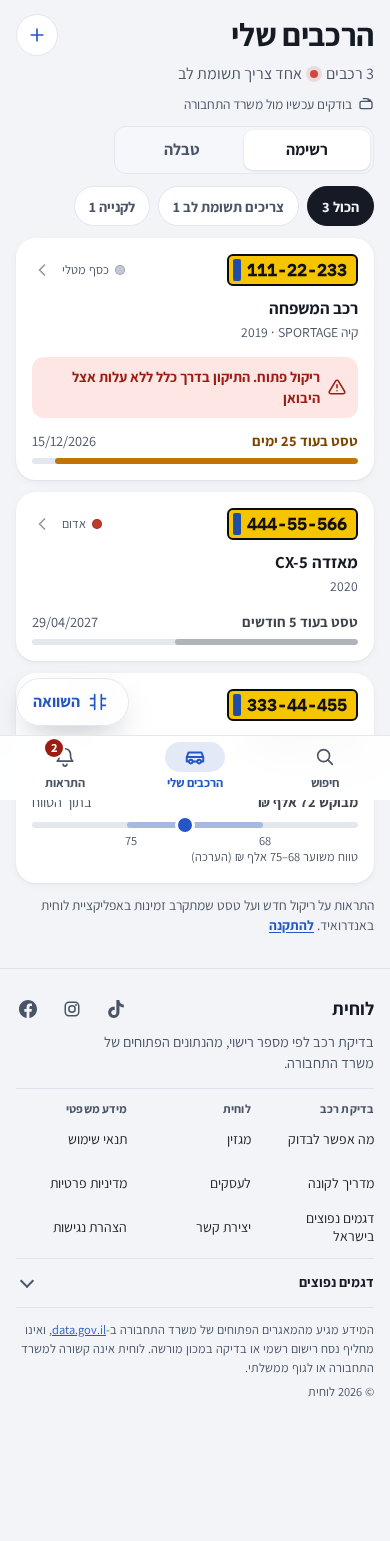 הרכבים שלי
3 רכבים אחד צריך תשומת לב
בודקים עכשיו מול משרד התחבורה
רשימה
טבלה
הכול 3
צריכים תשומת לב 1
לקנייה 1
111-22-233
כסף מטלי
רכב המשפחה
קיה SPORTAGE · 2019
ריקול פתוח. התיקון בדרך כלל ללא עלות אצל
היבואן
טסט בעוד 25 ימים
15/12/2026
444-55-566
אדום
מאזדה CX-5
2020
טסט בעוד 5 חודשים
29/04/2027
333-44-455
השוואה
חיפוש
הרכבים שלי
2
התראות
מבוקש 72 אלף ₪
בתוך הטווח
68
75
טווח משוער 68–75 אלף ₪ (הערכה)
התראות על ריקול חדש ועל טסט שמתקרב זמינות באפליקציית לוחית
באנדרואיד. להתקנה
לוחית
בדיקת רכב לפי מספר רישוי, מהנתונים הפתוחים של
משרד התחבורה.
בדיקת רכב
לוחית
מידע משפטי
מה אפשר לבדוק
מגזין
תנאי שימוש
מדריך לקונה
לעסקים
מדיניות פרטיות
דגמים נפוצים
בישראל
יצירת קשר
הצהרת נגישות
דגמים נפוצים
המידע מגיע מהמאגרים הפתוחים של משרד התחבורה ב-data.gov.il, ואינו
מחליף נסח רישום רשמי או בדיקה במכון מורשה. לוחית אינה קשורה למשרד
התחבורה או לגוף ממשלתי.
© 2026 לוחית